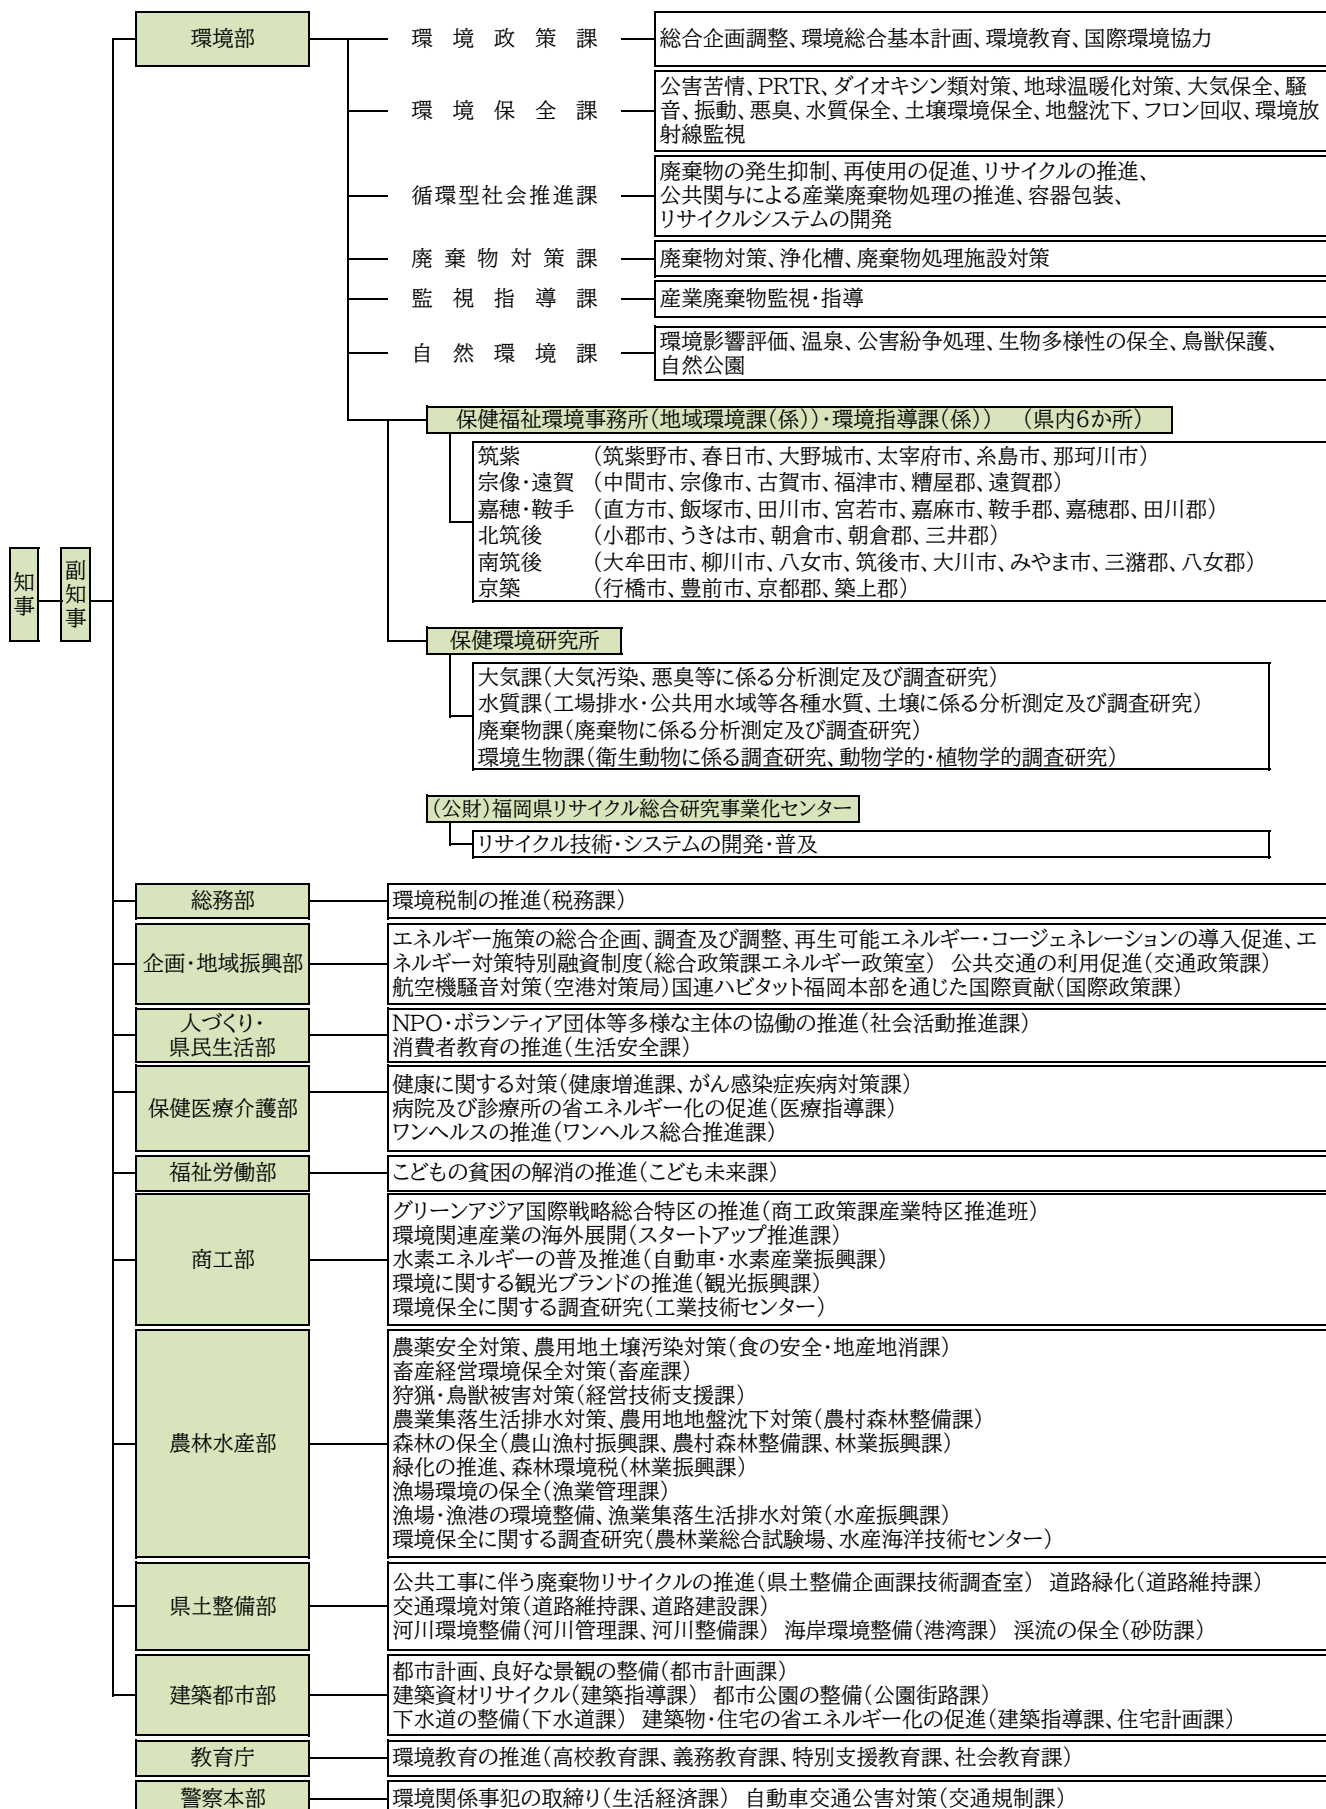 環境部
環境政策課
総合企画調整、環境総合基本計画、環境教育、国際環境協力
環境保全課
公害苦情、PRTR、ダイオキシン類対策、地球温暖化対策、大気保全、騒
音、振動、悪臭、水質保全、土壌環境保全、地盤沈下、フロン回収、環境放
射線監視
循環型社会推進課
廃棄物の発生抑制、再使用の促進、リサイクルの推進、
公共関与による産業廃棄物処理の推進、容器包装、
リサイクルシステムの開発
廃棄物対策課
廃棄物対策、浄化槽、廃棄物処理施設対策
監視指導課
産業廃棄物監視・指導
自然環境課
環境影響評価、温泉、公害紛争処理、生物多様性の保全、鳥獣保護、
自然公園
保健福祉環境事務所(地域環境課(係))・環境指導課(係)) (県内6か所)
筑紫 (筑紫野市、春日市、大野城市、太宰府市、糸島市、那珂川市)
宗像・遠賀 (中間市、宗像市、古賀市、福津市、糟屋郡、遠賀郡)
嘉穂・鞍手 (直方市、飯塚市、田川市、宮若市、嘉麻市、鞍手郡、嘉穂郡、田川郡)
北筑後 (小郡市、うきは市、朝倉市、朝倉郡、三井郡)
南筑後 (大牟田市、柳川市、八女市、筑後市、大川市、みやま市、三潴郡、八女郡)
京築 (行橋市、豊前市、京都郡、築上郡)
知事
副知事
保健環境研究所
大気課(大気汚染、悪臭等に係る分析測定及び調査研究)
水質課(工場排水・公共用水域等各種水質、土壌に係る分析測定及び調査研究)
廃棄物課(廃棄物に係る分析測定及び調査研究)
環境生物課(衛生動物に係る調査研究、動物学的・植物学的調査研究)
(公財)福岡県リサイクル総合研究事業化センター
リサイクル技術・システムの開発・普及
総務部
環境税制の推進(税務課)
企画・地域振興部
エネルギー施策の総合企画、調査及び調整、再生可能エネルギー・コージェネレーションの導入促進、エ
ネルギー対策特別融資制度(総合政策課エネルギー政策室) 公共交通の利用促進(交通政策課)
航空機騒音対策(空港対策局)国連ハビタット福岡本部を通じた国際貢献(国際政策課)
人づくり・
県民生活部
NPO・ボランティア団体等多様な主体の協働の推進(社会活動推進課)
消費者教育の推進(生活安全課)
保健医療介護部
健康に関する対策(健康増進課、がん感染症疾病対策課)
病院及び診療所の省エネルギー化の促進(医療指導課)
ワンヘルスの推進(ワンヘルス総合推進課)
福祉労働部
こどもの貧困の解消の推進(こども未来課)
商工部
グリーンアジア国際戦略総合特区の推進(商工政策課産業特区推進班)
環境関連産業の海外展開(スタートアップ推進課)
水素エネルギーの普及推進(自動車・水素産業振興課)
環境に関する観光ブランドの推進(観光振興課)
環境保全に関する調査研究(工業技術センター)
農林水産部
農薬安全対策、農用地土壌汚染対策(食の安全・地産地消課)
畜産経営環境保全対策(畜産課)
狩猟・鳥獣被害対策(経営技術支援課)
農業集落生活排水対策、農用地地盤沈下対策(農村森林整備課)
森林の保全(農山漁村振興課、農村森林整備課、林業振興課)
緑化の推進、森林環境税(林業振興課)
漁場環境の保全(漁業管理課)
漁場・漁港の環境整備、漁業集落生活排水対策(水産振興課)
環境保全に関する調査研究(農林業総合試験場、水産海洋技術センター)
県土整備部
公共工事に伴う廃棄物リサイクルの推進(県土整備企画課技術調査室) 道路緑化(道路維持課)
交通環境対策(道路維持課、道路建設課)
河川環境整備(河川管理課、河川整備課) 海岸環境整備(港湾課) 渓流の保全(砂防課)
建築都市部
都市計画、良好な景観の整備(都市計画課)
建築資材リサイクル(建築指導課) 都市公園の整備(公園街路課)
下水道の整備(下水道課) 建築物・住宅の省エネルギー化の促進(建築指導課、住宅計画課)
教育庁
環境教育の推進(高校教育課、義務教育課、特別支援教育課、社会教育課)
警察本部
環境関係事犯の取締り(生活経済課) 自動車交通公害対策(交通規制課)